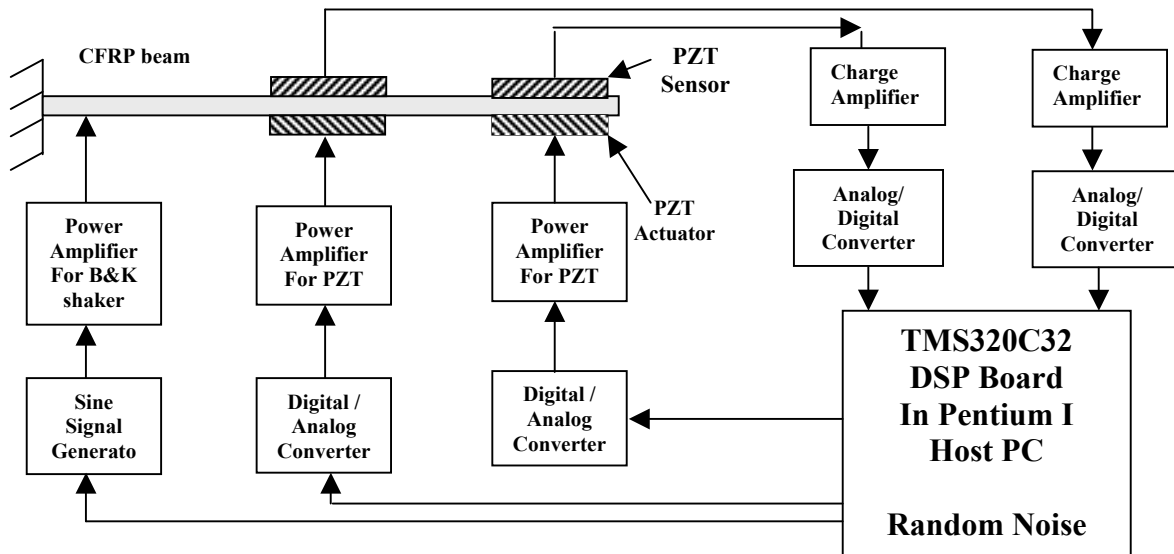 CFRP beam
PZT
Sensor
Charge
Amplifier
Charge
Amplifier
Analog/
Digital
Converter
Analog/
Digital
Converter
PZT
Actuator
Power
Amplifier
For B&K
shaker
Power
Amplifier
For PZT
Power
Amplifier
For PZT
Sine
Signal
Generato
Digital /
Analog
Converter
Digital /
Analog
Converter
TMS320C32
DSP Board
In Pentium I
Host PC
Random Noise